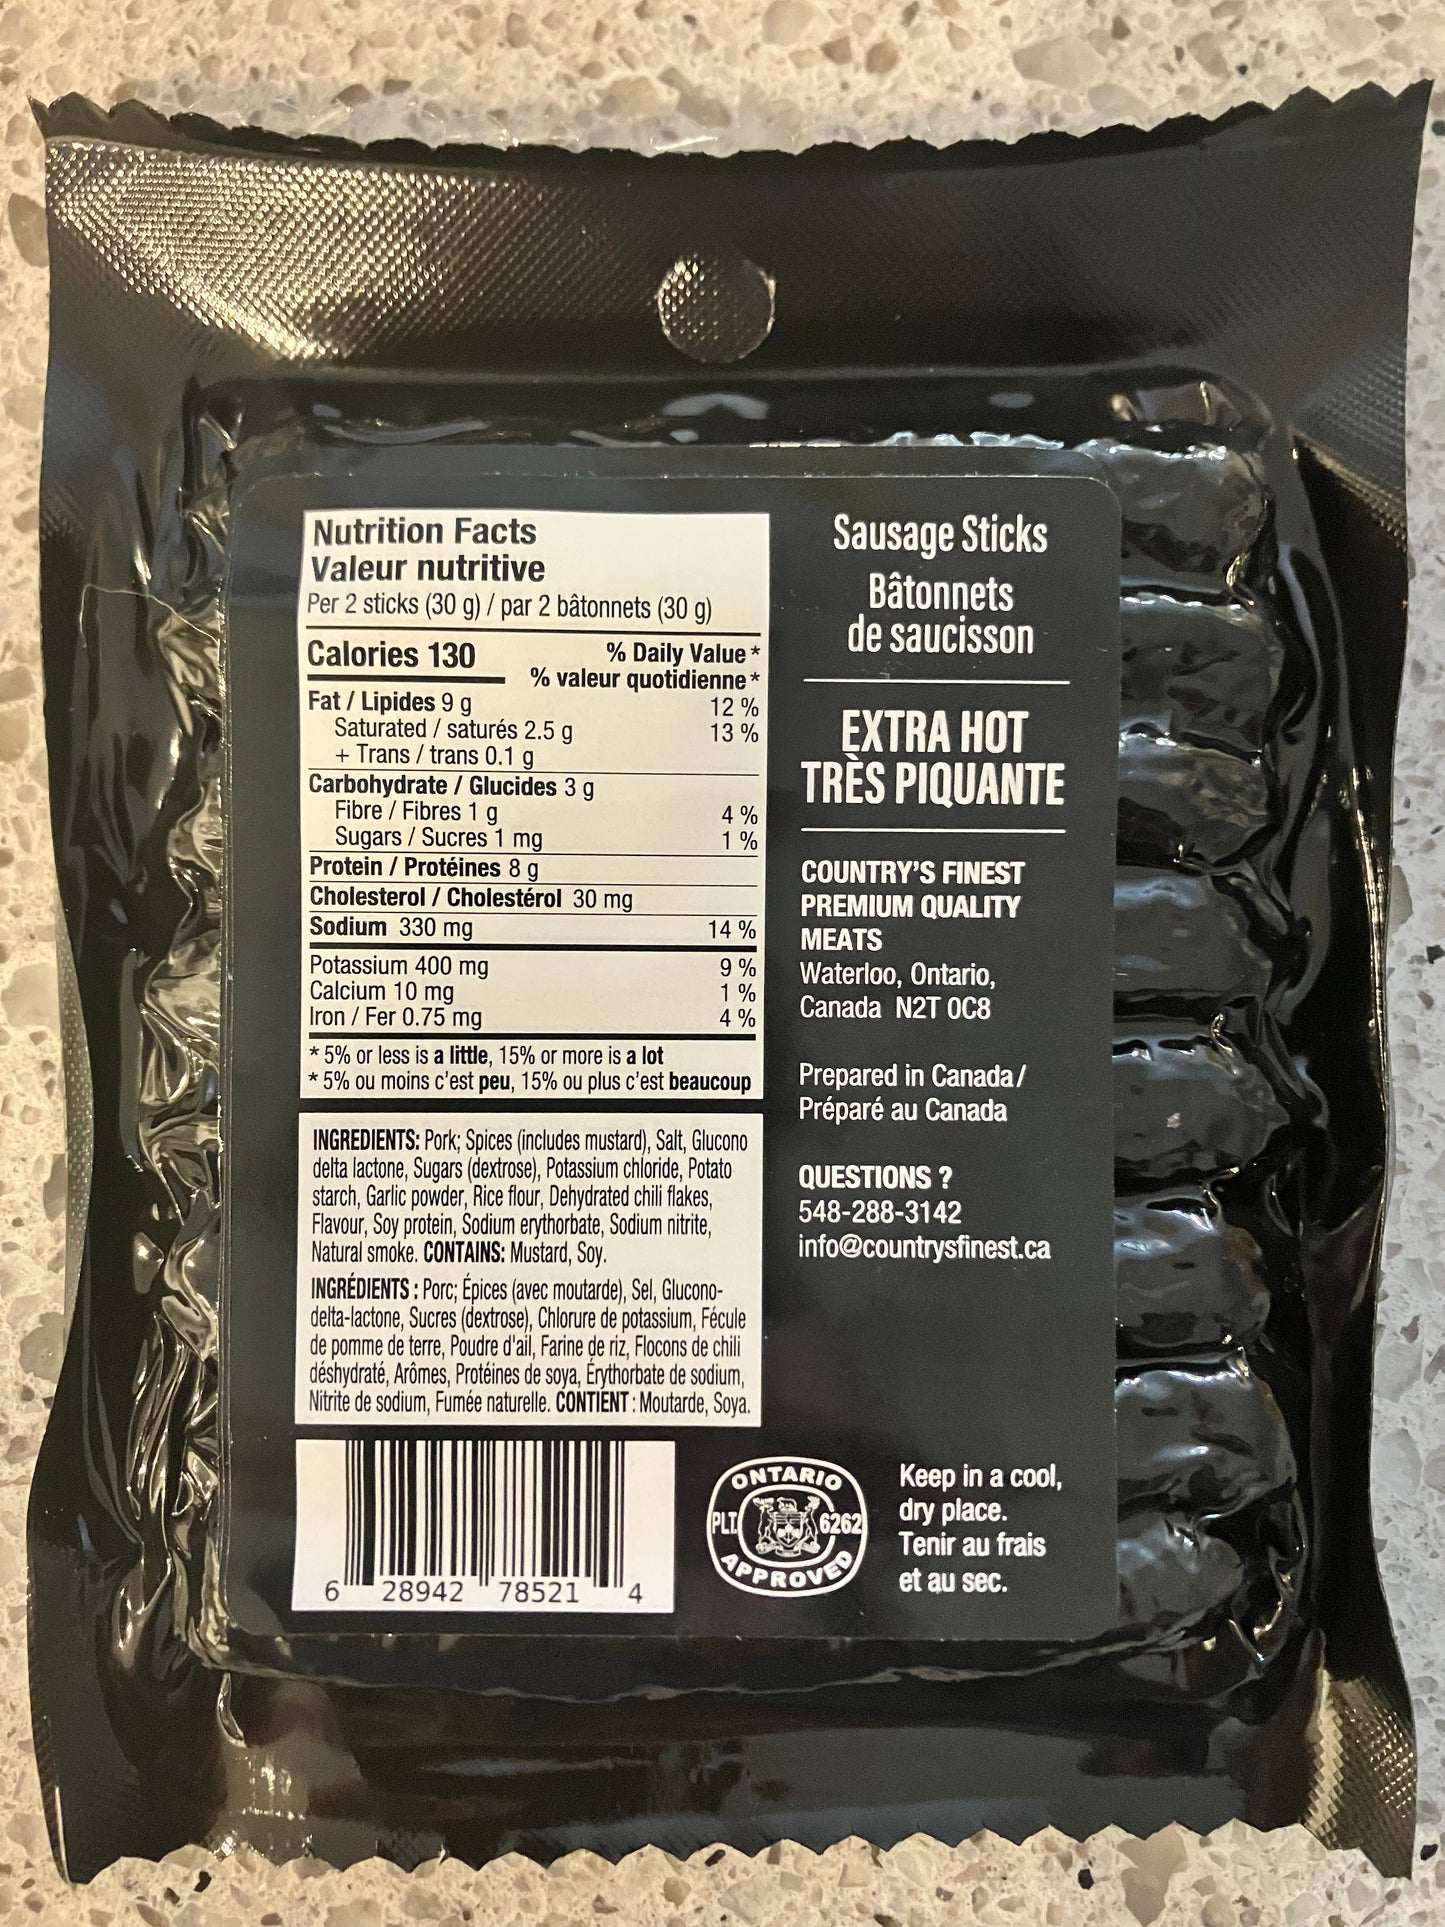 Nutrition Facts
Valeur nutritive
Per 2 sticks (30 g) / par 2 bâtonnets (30 g)
Calories 130
% Daily Value *
% valeur quotidienne *
Fat / Lipides 9 g 12 %
Saturated / saturés 2.5 g 13 %
+ Trans / trans 0.1 g
Carbohydrate / Glucides 3 g
Fibre / Fibres 1 g 4 %
Sugars / Sucres 1 mg 1 %
Protein / Protéines 8 g
Cholesterol / Cholestérol 30 mg
Sodium 330 mg 14 %
Potassium 400 mg 9 %
Calcium 10 mg 1 %
Iron / Fer 0.75 mg 4 %
* 5% or less is a little, 15% or more is a lot
* 5% ou moins c'est peu, 15% ou plus c'est beaucoup
INGREDIENTS: Pork; Spices (includes mustard), Salt, Glucono
delta lactone, Sugars (dextrose), Potassium chloride, Potato
starch, Garlic powder, Rice flour, Dehydrated chili flakes,
Flavour, Soy protein, Sodium erythorbate, Sodium nitrite,
Natural smoke. CONTAINS: Mustard, Soy.
INGRÉDIENTS : Porc; Épices (avec moutarde), Sel, Glucono-
delta-lactone, Sucres (dextrose), Chlorure de potassium, Fécule
de pomme de terre, Poudre d'ail, Farine de riz, Flocons de chili
déshydraté, Arômes, Protéines de soya, Érythorbate de sodium,
Nitrite de sodium, Fumée naturelle. CONTIENT : Moutarde, Soya.
6 28942 78521 4
Sausage Sticks
Bâtonnets
de saucisson
EXTRA HOT
TRÈS PIQUANTE
COUNTRY'S FINEST
PREMIUM QUALITY
MEATS
Waterloo, Ontario,
Canada N2T 0C8
Prepared in Canada /
Préparé au Canada
QUESTIONS ?
548-288-3142
info@countrysfinest.ca
ONTARIO
PLT. 6262
APPROVED
Keep in a cool,
dry place.
Tenir au frais
et au sec.